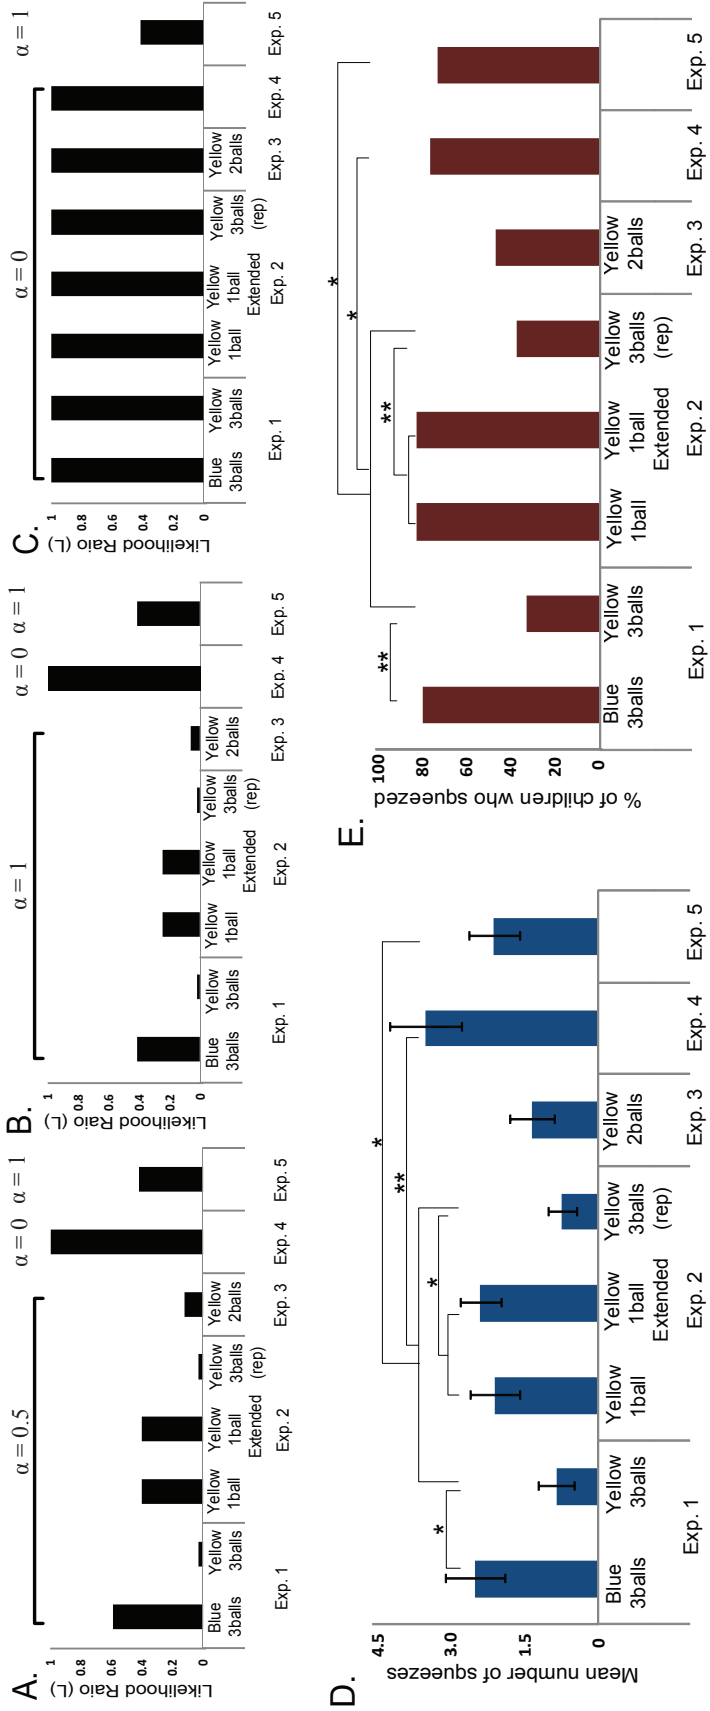 A.
Likelihood Raio (L)
1
0.8
0.6
0.4
0.2
0
α = 0.5
α = 0
α = 1
Blue 3balls
Yellow 3balls
Yellow 1ball
Yellow 1ball Extended
Yellow 3balls (rep)
Yellow 2balls
Exp. 1
Exp. 2
Exp. 3
Exp. 4
Exp. 5
B.
Likelihood Raio (L)
1
0.8
0.6
0.4
0.2
0
α = 1
α = 0
α = 1
Blue 3balls
Yellow 3balls
Yellow 1ball
Yellow 1ball Extended
Yellow 3balls (rep)
Yellow 2balls
Exp. 1
Exp. 2
Exp. 3
Exp. 4
Exp. 5
C.
Likelihood Raio (L)
1
0.8
0.6
0.4
0.2
0
α = 0
α = 1
Blue 3balls
Yellow 3balls
Yellow 1ball
Yellow 1ball Extended
Yellow 3balls (rep)
Yellow 2balls
Exp. 1
Exp. 2
Exp. 3
Exp. 4
Exp. 5
D.
Mean number of squeezes
4.5
3.0
1.5
0
*
**
*
*
Blue 3balls
Yellow 3balls
Yellow 1ball
Yellow 1ball Extended
Yellow 3balls (rep)
Yellow 2balls
Exp. 1
Exp. 2
Exp. 3
Exp. 4
Exp. 5
E.
% of children who squeezed
100
80
60
40
20
0
*
*
**
**
Blue 3balls
Yellow 3balls
Yellow 1ball
Yellow 1ball Extended
Yellow 3balls (rep)
Yellow 2balls
Exp. 1
Exp. 2
Exp. 3
Exp. 4
Exp. 5